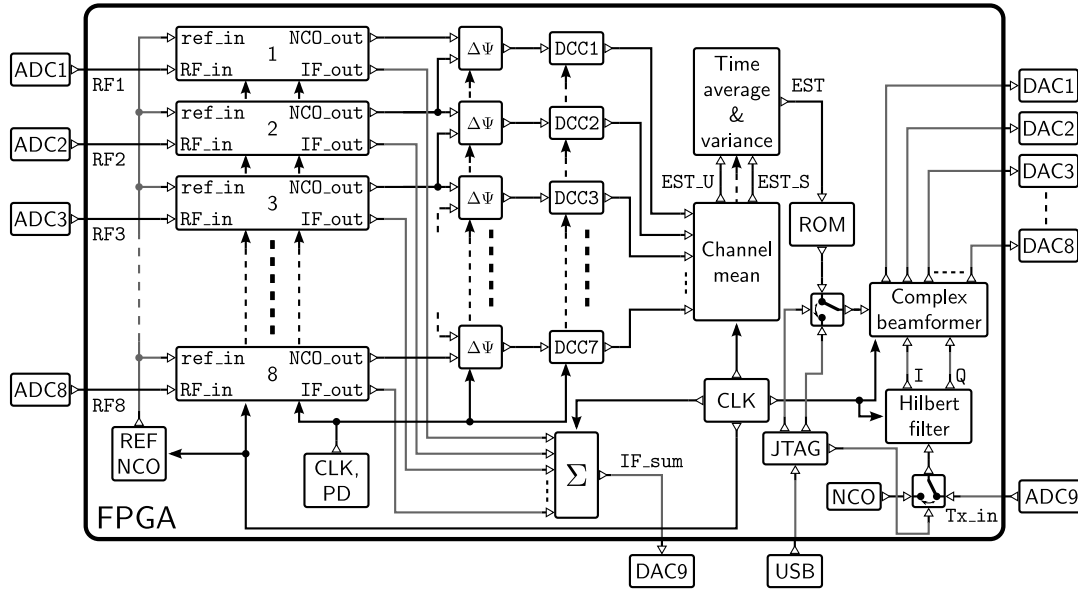 ADC1
RF1
ref_in
NCO_out
1
RF_in
IF_out
ΔΨ
DCC1
Time
average
&
variance
EST
DAC1
ADC2
RF2
ref_in
NCO_out
2
RF_in
IF_out
ΔΨ
DCC2
DAC2
ADC3
RF3
ref_in
NCO_out
3
RF_in
IF_out
ΔΨ
DCC3
EST_U
EST_S
DAC3
ROM
Channel
mean
DAC8
Complex
beamformer
ADC8
RF8
ref_in
NCO_out
8
RF_in
IF_out
ΔΨ
DCC7
I
Q
CLK
Hilbert
filter
REF
NCO
CLK,
PD
Σ
IF_sum
JTAG
NCO
ADC9
Tx_in
FPGA
DAC9
USB